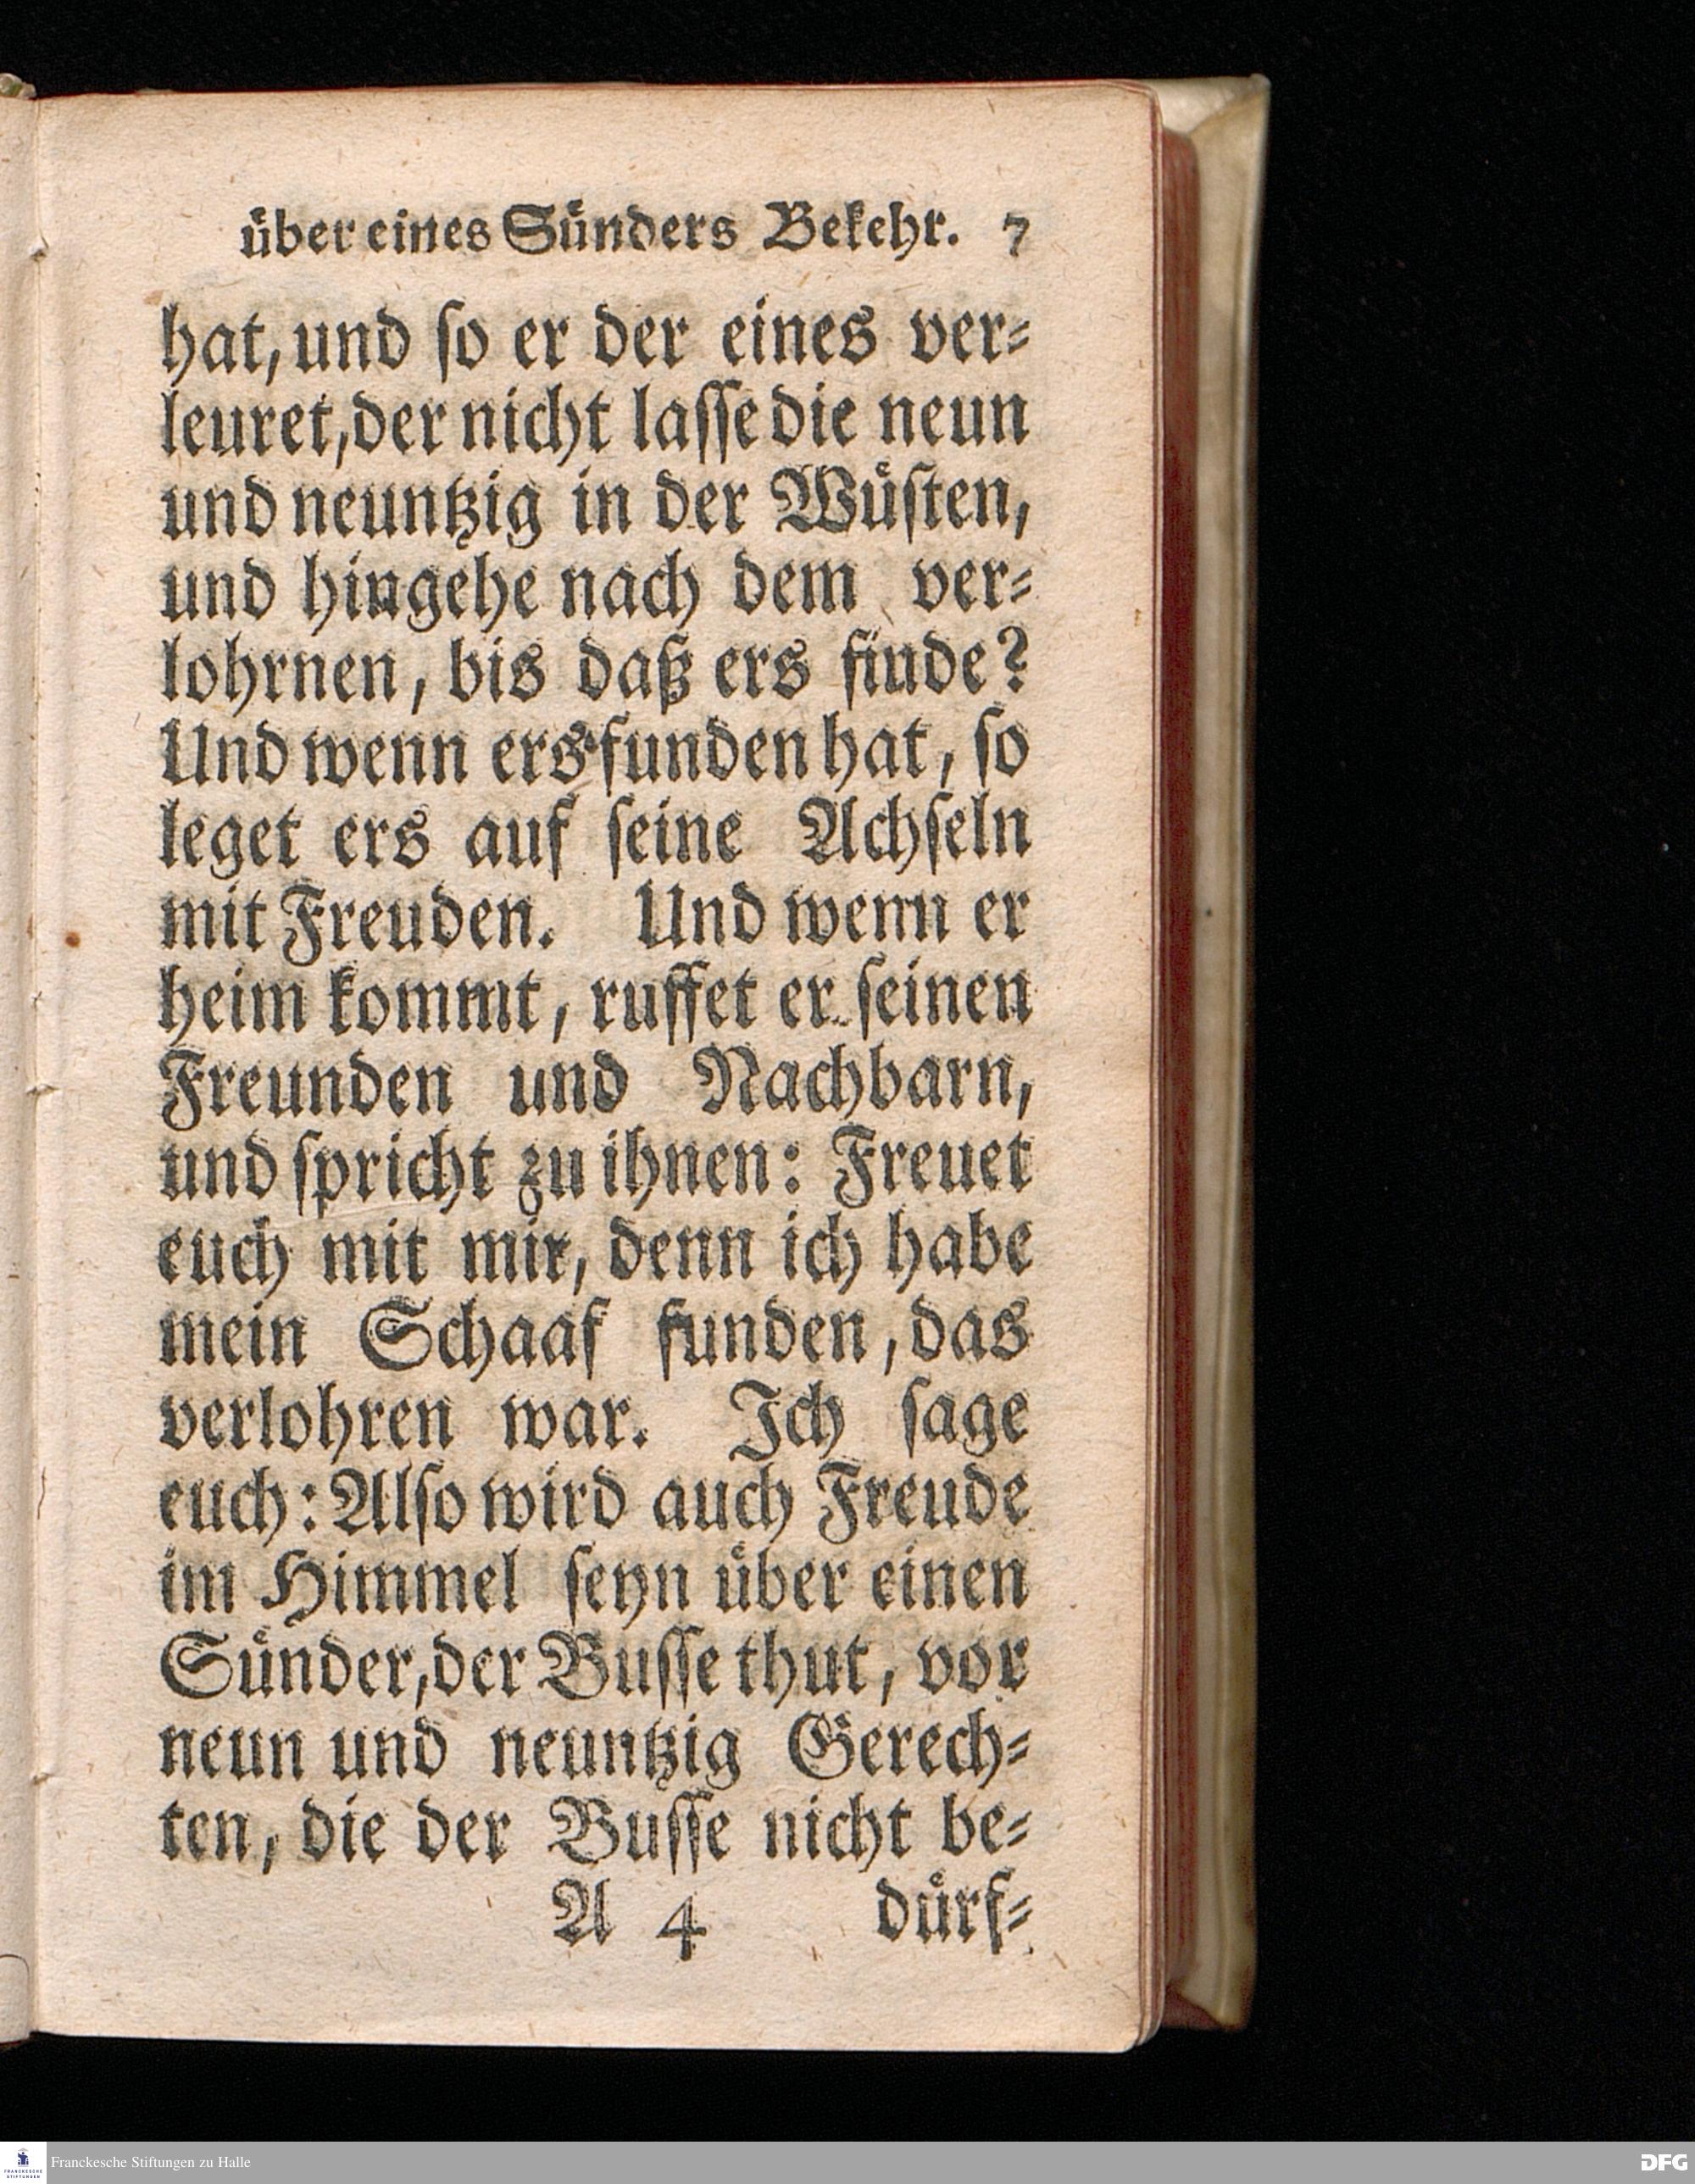 über eines Sünders Bekehr. 7
hat, und so er der eines ver-
leuret, der nicht lasse die neun
und neuntzig in der Wüsten,
und hingehe nach dem ver-
lohrnen, bis daß ers finde?
Und wenn ers funden hat, so
leget ers auf seine Achseln
mit Freuden. Und wenn er
heim kommt, ruffet er seinen
Freunden und Nachbarn,
und spricht zu ihnen: Freuet
euch mit mir, denn ich habe
mein Schaaf funden, das
verlohren war. Ich sage
euch: Also wird auch Freude
im Himmel seyn über einen
Sünder, der Busse thut, vor
neun und neuntzig Gerech-
ten, die der Busse nicht be-
A 4 dürf-
FRANCKESCHE STIFTUNGEN
Franckesche Stiftungen zu Halle
DFG